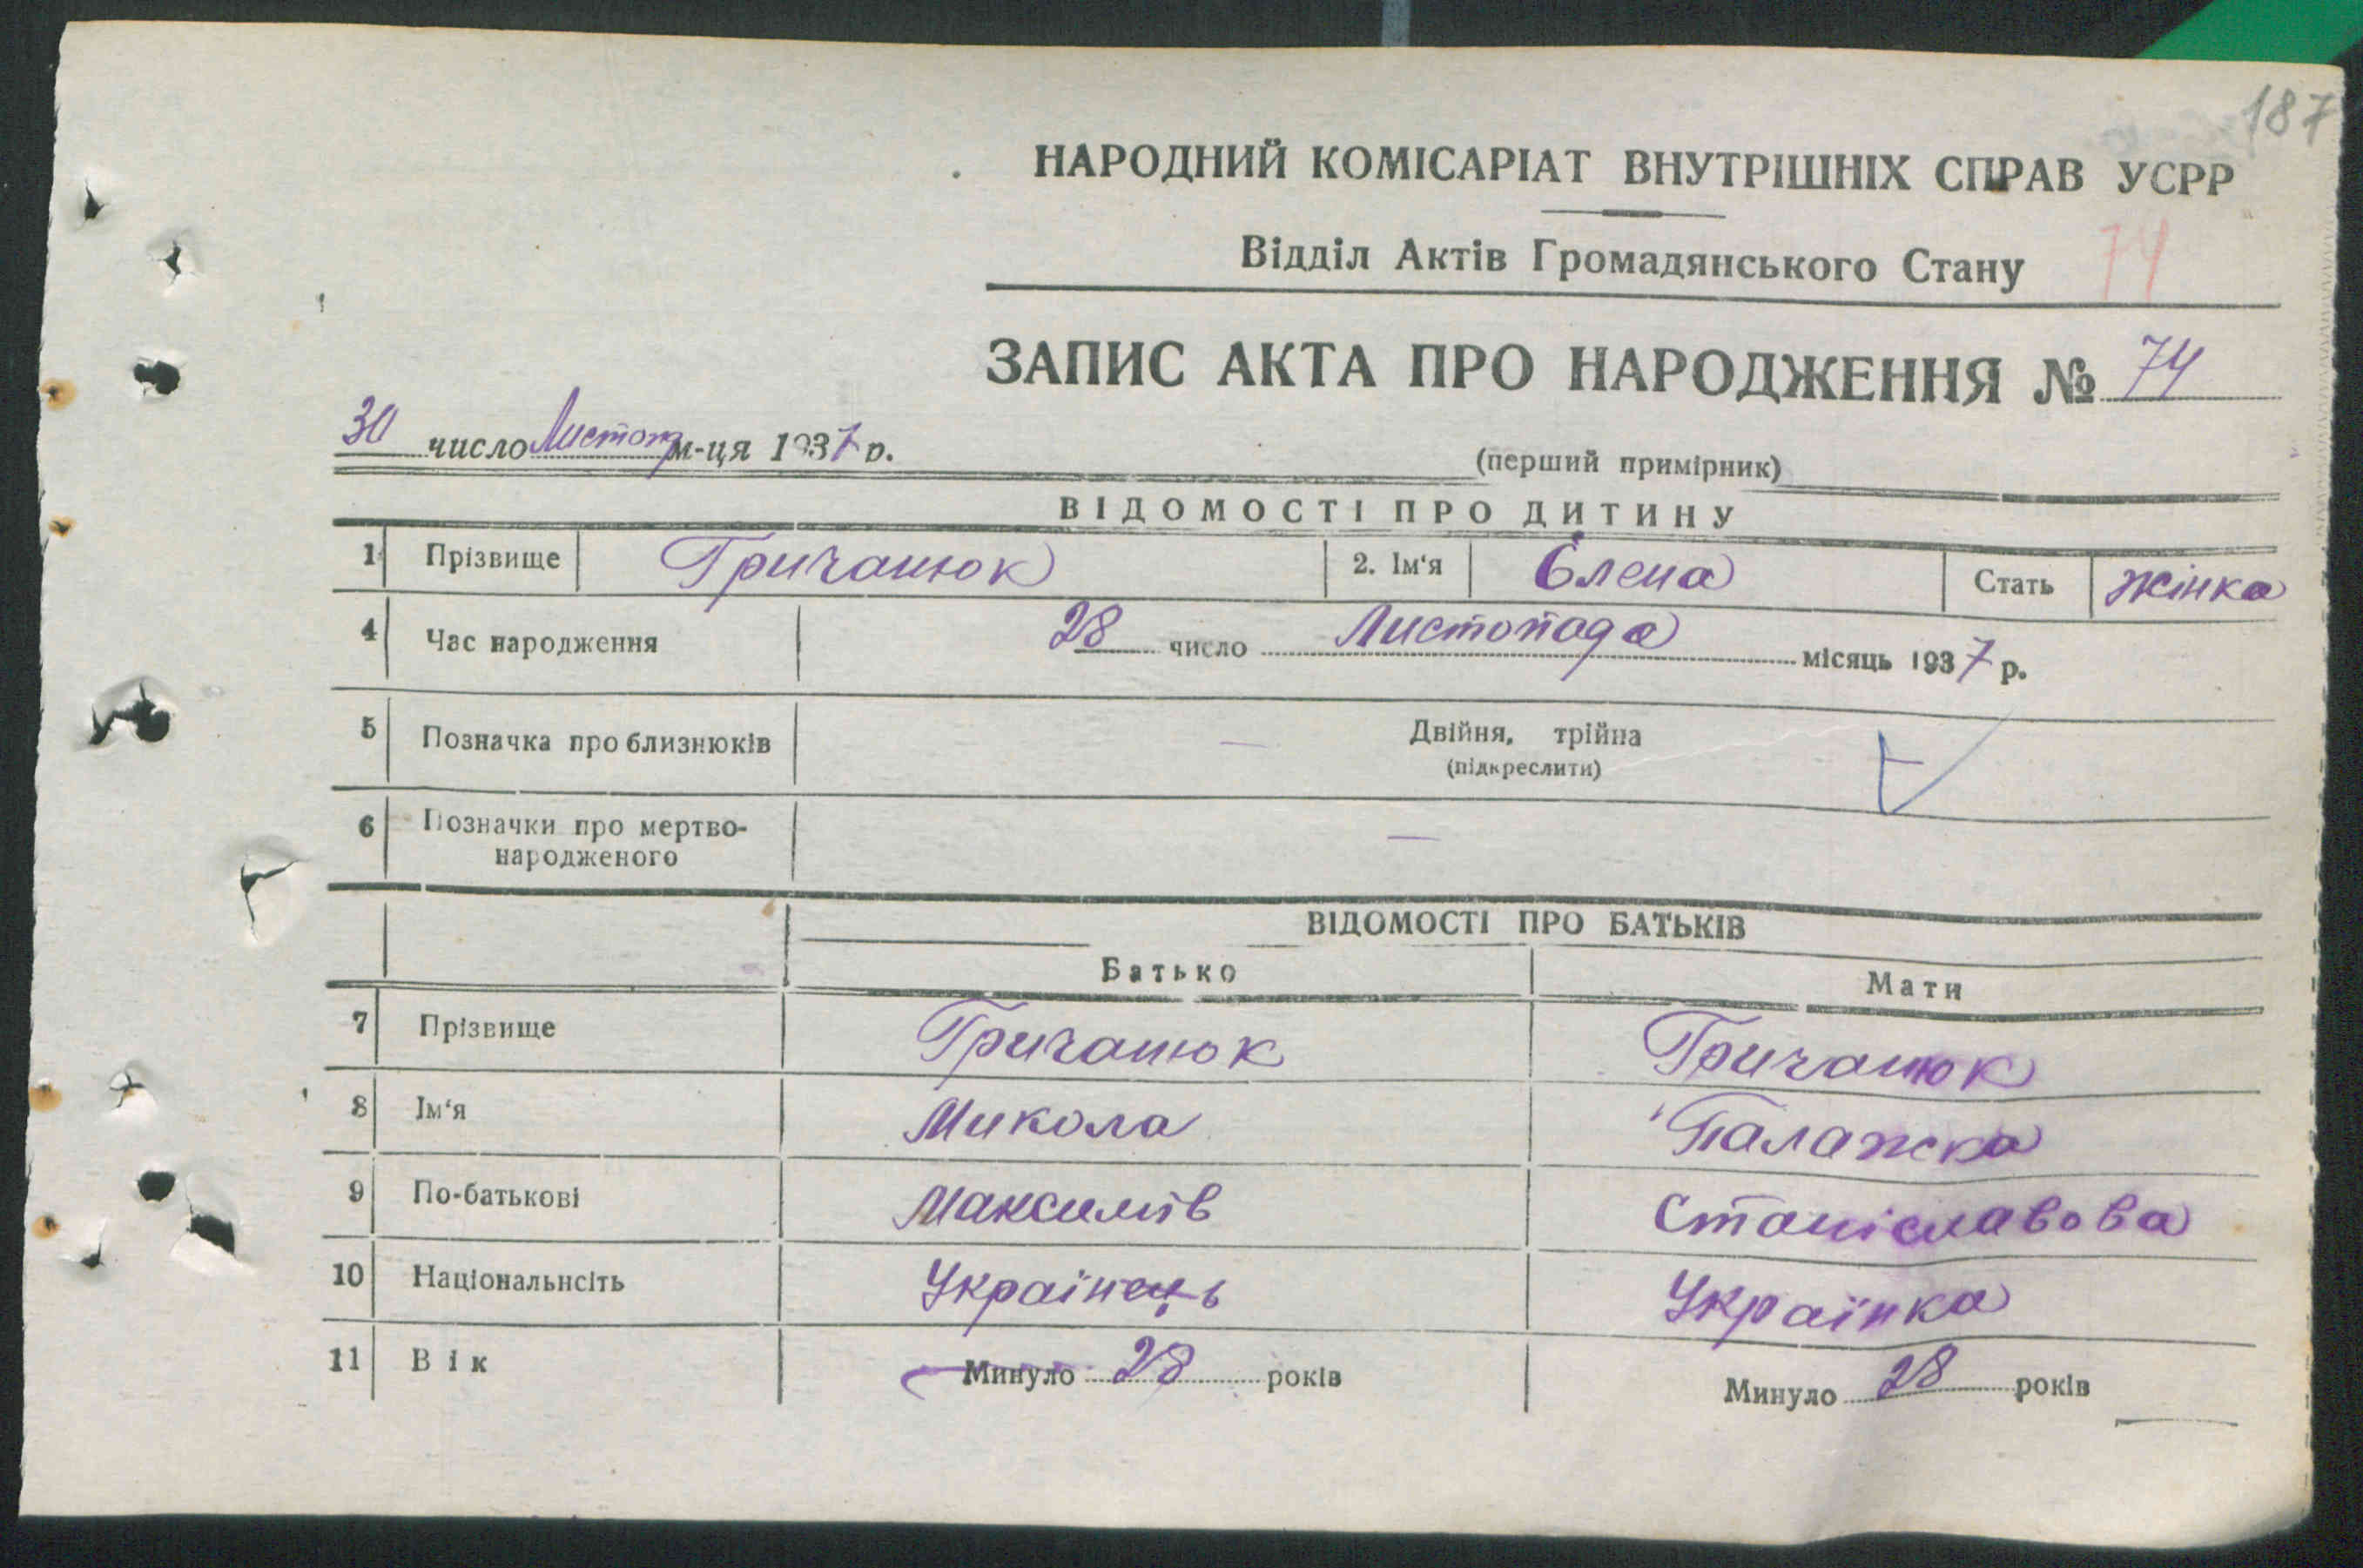 187
НАРОДНИЙ КОМІСАРІАТ ВНУТРІШНІХ СПРАВ УСРР
Відділ Актів Громадянського Стану 74
ЗАПИС АКТА ПРО НАРОДЖЕННЯ № 74
30 число Листопад м-ця 1937 р.
(перший примірник)
ВІДОМОСТІ ПРО ДИТИНУ
1 Прізвище Гричанюк 2. Ім'я Єлена Стать жінка
4 Час народження 28 число Листопада місяць 1937 р.
5 Позначка про близнюків — Двійня, трійна
(підкреслити)
6 Позначки про мертво-
народженого —
ВІДОМОСТІ ПРО БАТЬКІВ
Батько Мати
7 Прізвище Гричанюк Гричанюк
8 Ім'я Микола Палажка
9 По-батькові Максимів Станіславова
10 Національнсіть Українець Українка
11 Вік Минуло 28 років Минуло 28 років